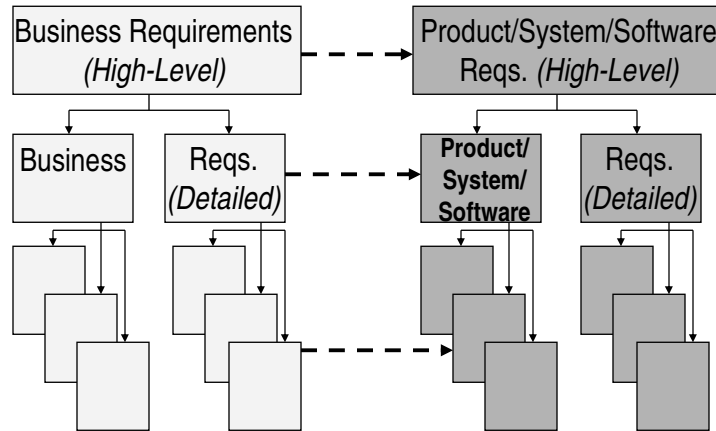 Business Requirements
(High-Level)
Product/System/Software
Reqs. (High-Level)
Business
Reqs.
(Detailed)
Product/
System/
Software
Reqs.
(Detailed)